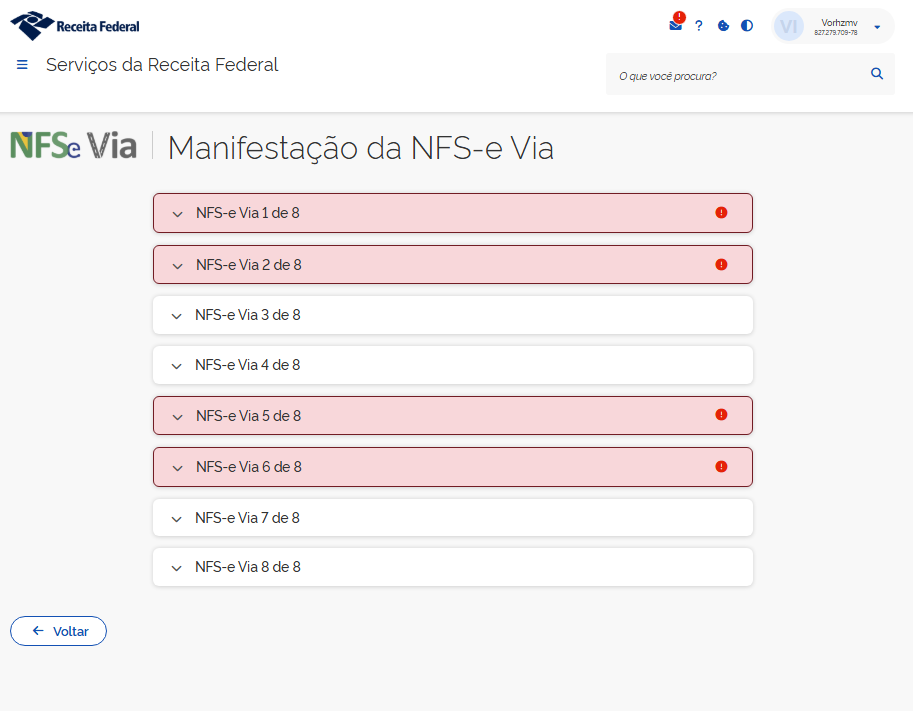 Receita Federal
?
VI
Vorhzmv
827.279.709-78
Serviços da Receita Federal
O que você procura?
NFSe Via
Manifestação da NFS-e Via
NFS-e Via 1 de 8
NFS-e Via 2 de 8
NFS-e Via 3 de 8
NFS-e Via 4 de 8
NFS-e Via 5 de 8
NFS-e Via 6 de 8
NFS-e Via 7 de 8
NFS-e Via 8 de 8
Voltar